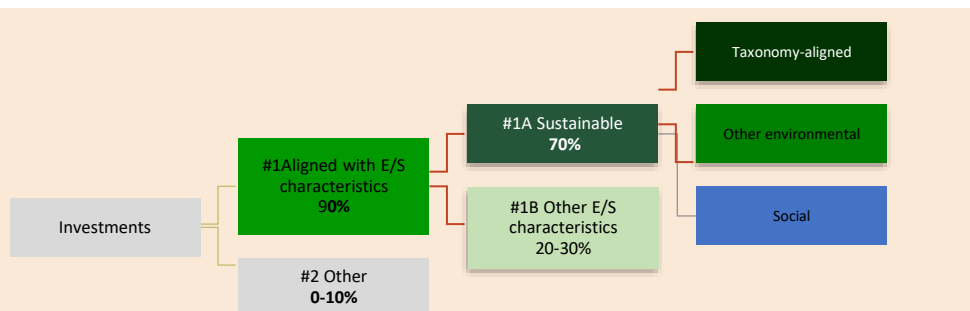 Investments
#1Aligned with E/S
characteristics
90%
#2 Other
0-10%
#1A Sustainable
70%
#1B Other E/S
characteristics
20-30%
Taxonomy-aligned
Other environmental
Social